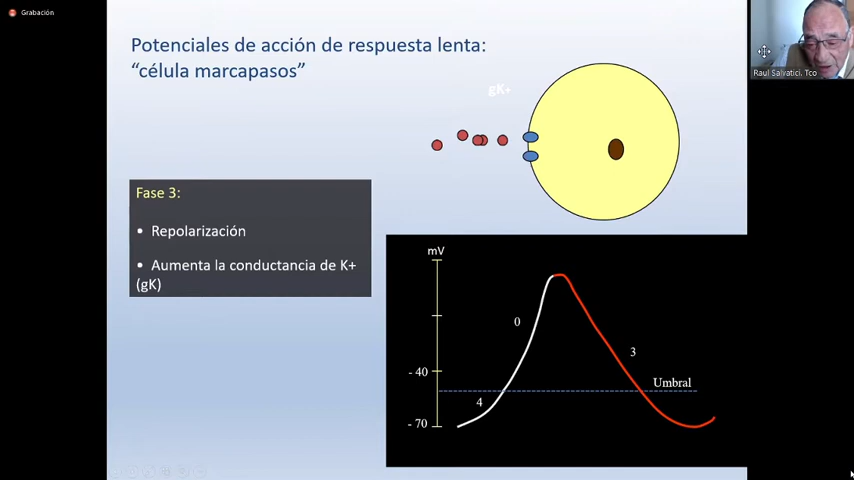 Grabación
Potenciales de acción de respuesta lenta:
“célula marcapasos”
gK+
Raul Salvatici. Tco
Fase 3:
• Repolarización
• Aumenta la conductancia de K+
(gK)
mV
0
3
- 40
Umbral
4
- 70